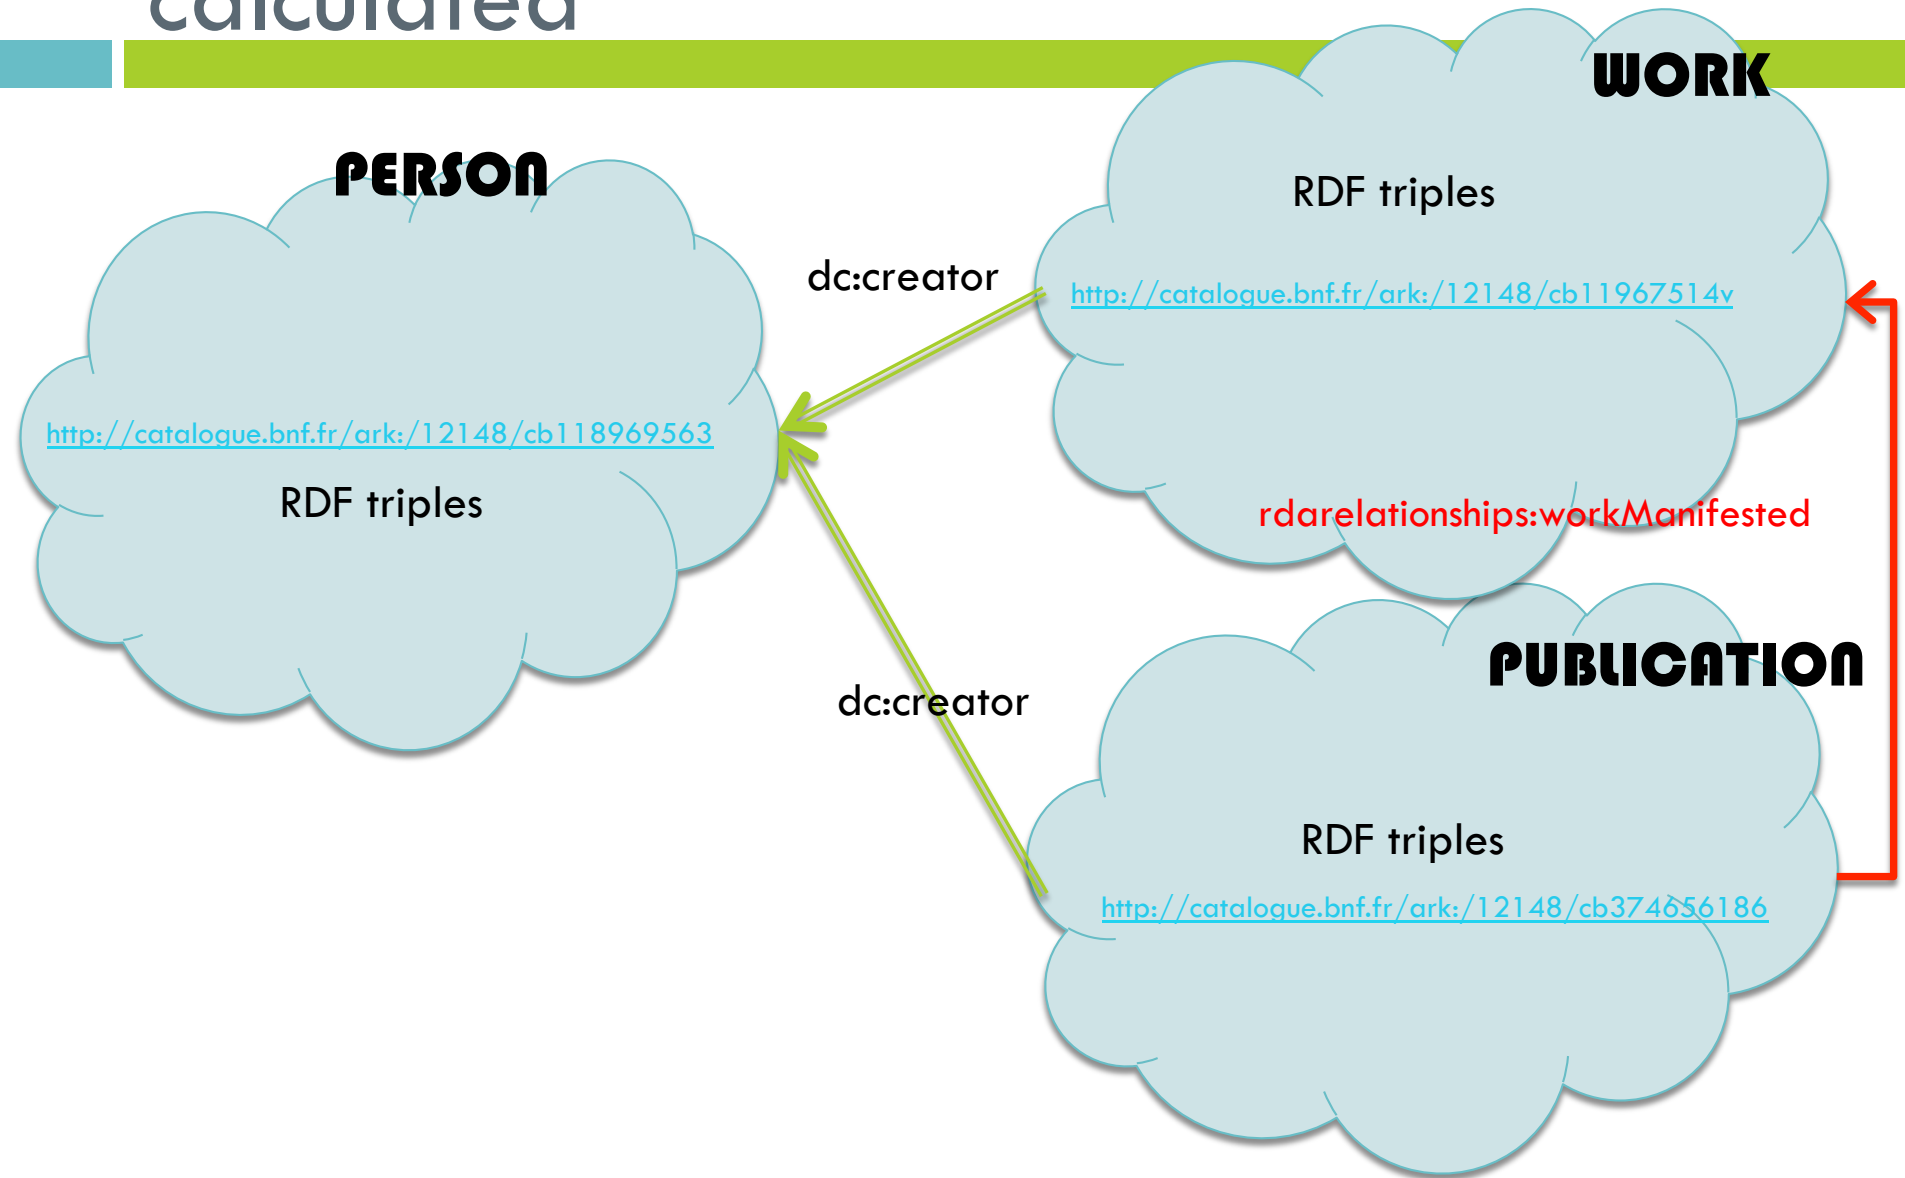 calculated
WORK
PERSON
RDF triples
dc:creator
http://catalogue.bnf.fr/ark:/12148/cb11967514v
http://catalogue.bnf.fr/ark:/12148/cb118969563
RDF triples
rdarelationships:workManifested
PUBLICATION
dc:creator
RDF triples
http://catalogue.bnf.fr/ark:/12148/cb374656186